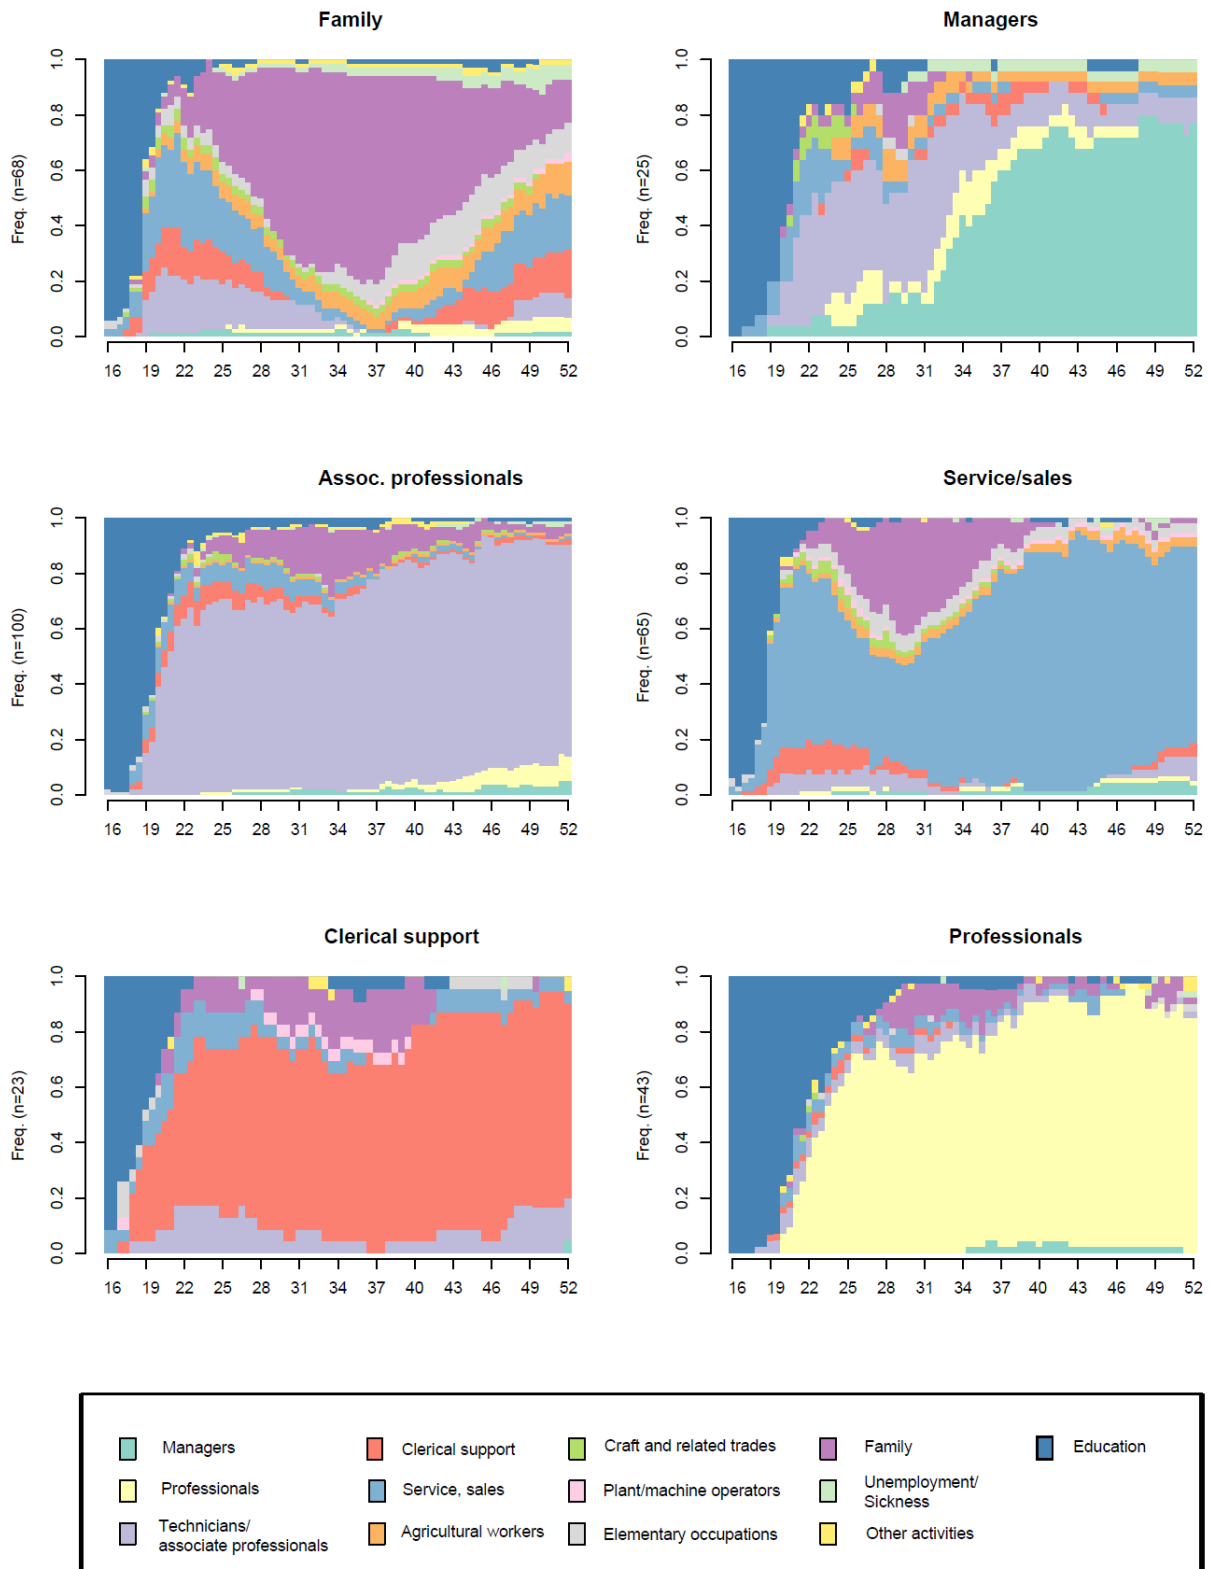 Family
Managers
1.0
0.8
0.6
0.4
0.2
0.0
Freq. (n=68)
16 19 22 25 28 31 34 37 40 43 46 49 52
1.0
0.8
0.6
0.4
0.2
0.0
Freq. (n=25)
16 19 22 25 28 31 34 37 40 43 46 49 52
Assoc. professionals
Service/sales
1.0
0.8
0.6
0.4
0.2
0.0
Freq. (n=100)
16 19 22 25 28 31 34 37 40 43 46 49 52
1.0
0.8
0.6
0.4
0.2
0.0
Freq. (n=65)
16 19 22 25 28 31 34 37 40 43 46 49 52
Clerical support
Professionals
1.0
0.8
0.6
0.4
0.2
0.0
Freq. (n=23)
16 19 22 25 28 31 34 37 40 43 46 49 52
1.0
0.8
0.6
0.4
0.2
0.0
Freq. (n=43)
16 19 22 25 28 31 34 37 40 43 46 49 52
Managers
Professionals
Technicians/
associate professionals
Clerical support
Service, sales
Agricultural workers
Craft and related trades
Plant/machine operators
Elementary occupations
Family
Unemployment/
Sickness
Other activities
Education